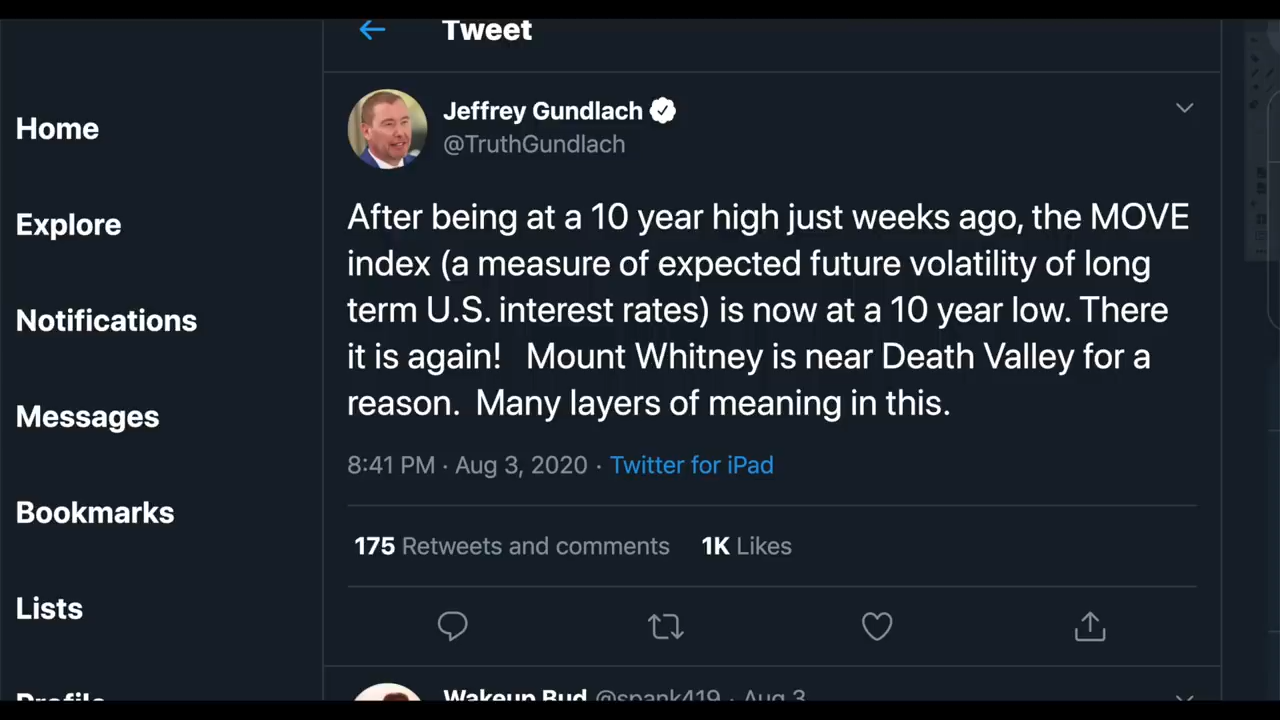 Tweet
Home
Explore
Notifications
Messages
Bookmarks
Lists
Profile
Jeffrey Gundlach
@TruthGundlach
After being at a 10 year high just weeks ago, the MOVE
index (a measure of expected future volatility of long
term U.S. interest rates) is now at a 10 year low. There
it is again!   Mount Whitney is near Death Valley for a
reason.  Many layers of meaning in this.
8:41 PM · Aug 3, 2020 · Twitter for iPad
175 Retweets and comments 1K Likes
Wakeup Bud @spank419 · Aug 3